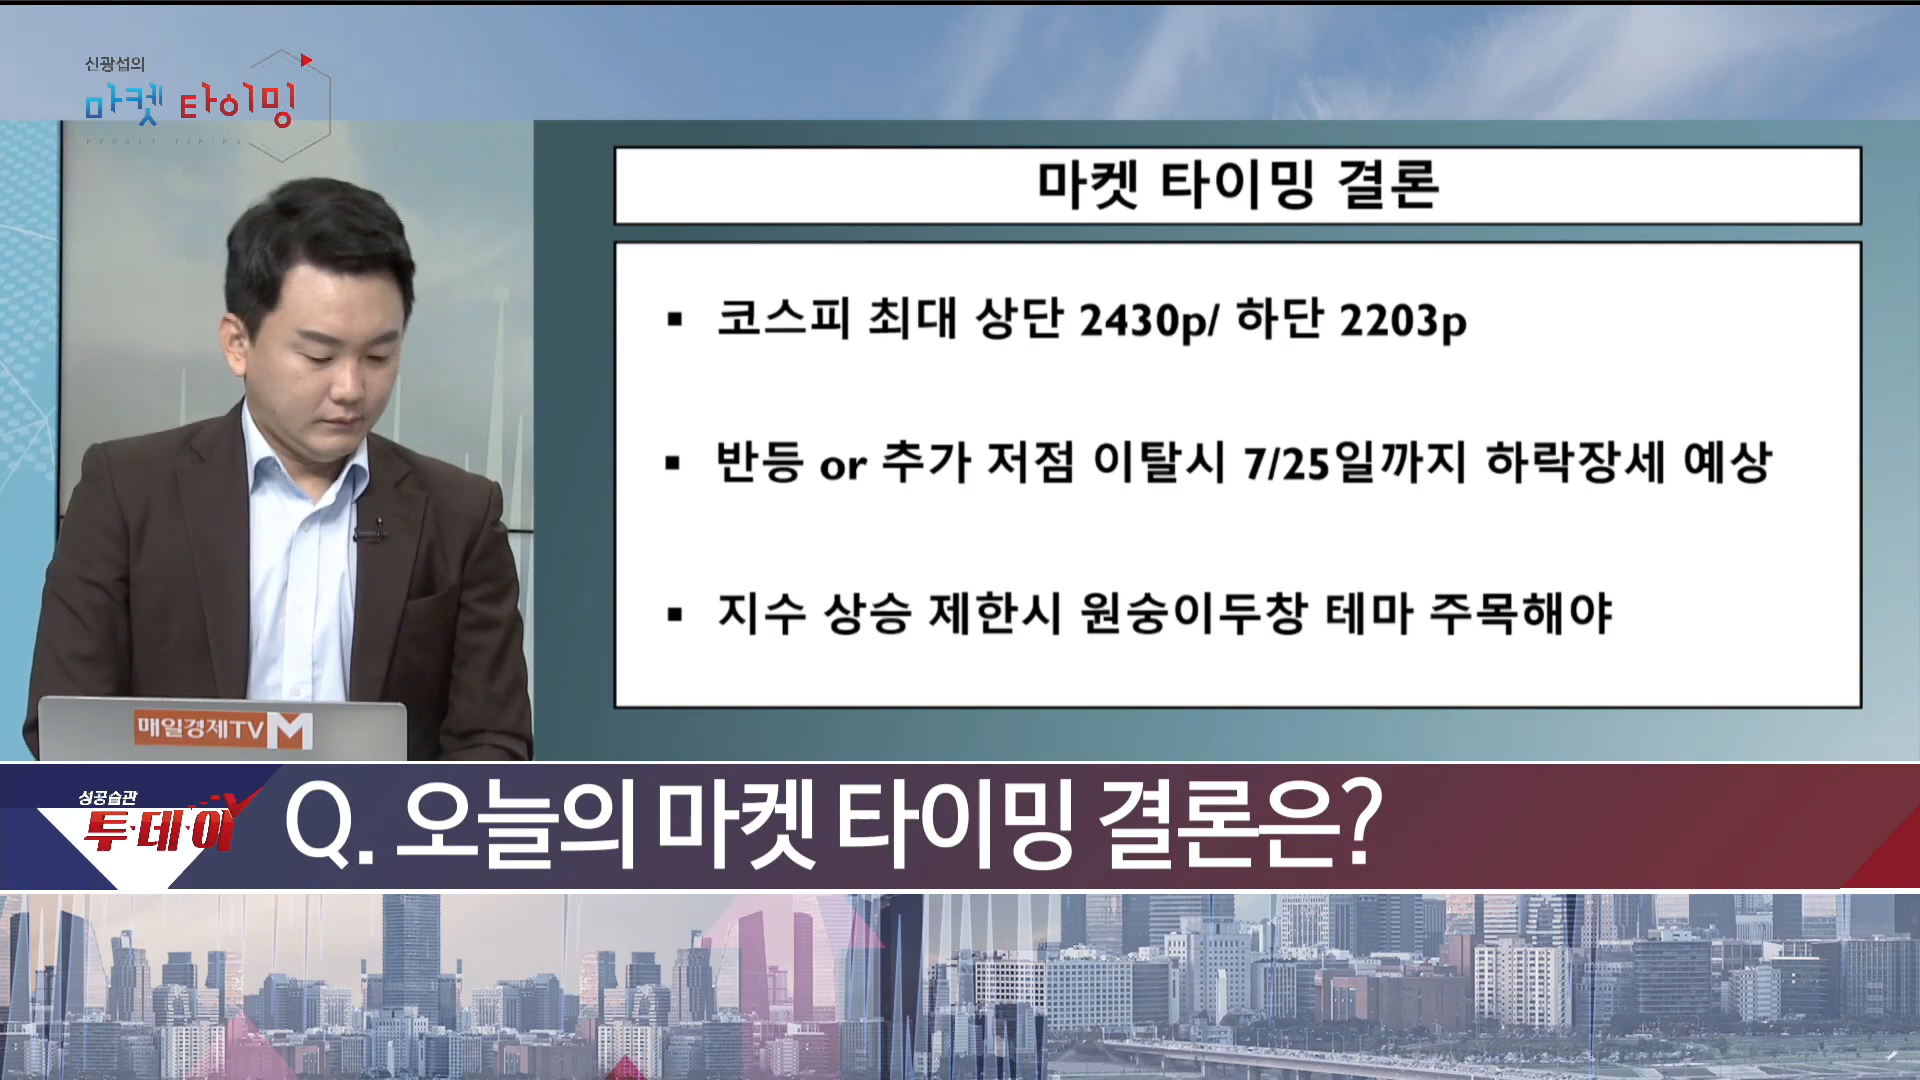 신광섭의
마켓 타이밍
MARKET TIMING
마켓 타이밍 결론
▪ 코스피 최대 상단 2430p/ 하단 2203p
▪ 반등 or 추가 저점 이탈시 7/25일까지 하락장세 예상
▪ 지수 상승 제한시 원숭이두창 테마 주목해야
매일경제TV M
성공습관
투·데이
Q. 오늘의 마켓 타이밍 결론은?